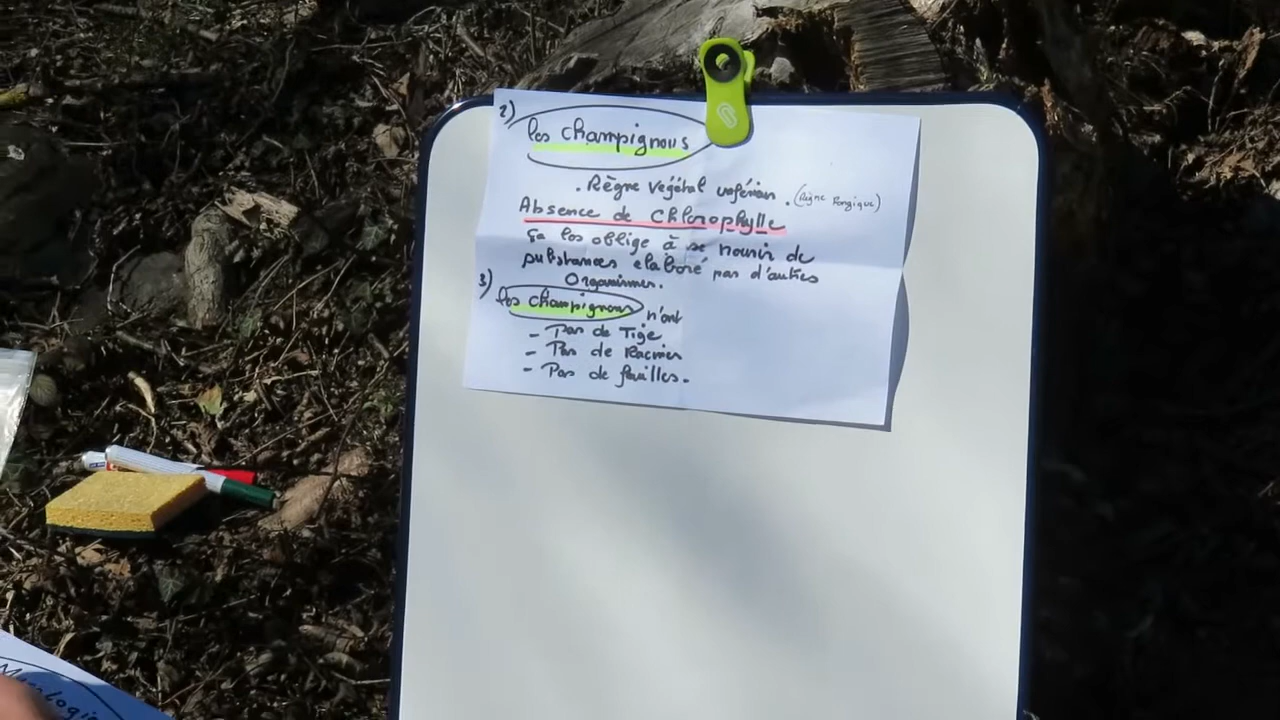 2)
les champignons
. Règne végétal inférieur . (Règne Fongique)
Absence de Chlorophylle
ça les oblige à se nourrir de
substances élaboré par d'autres
Organismes.
3) les champignons n'ont
- Pas de Tige
- Pas de Racines
- Pas de feuilles.